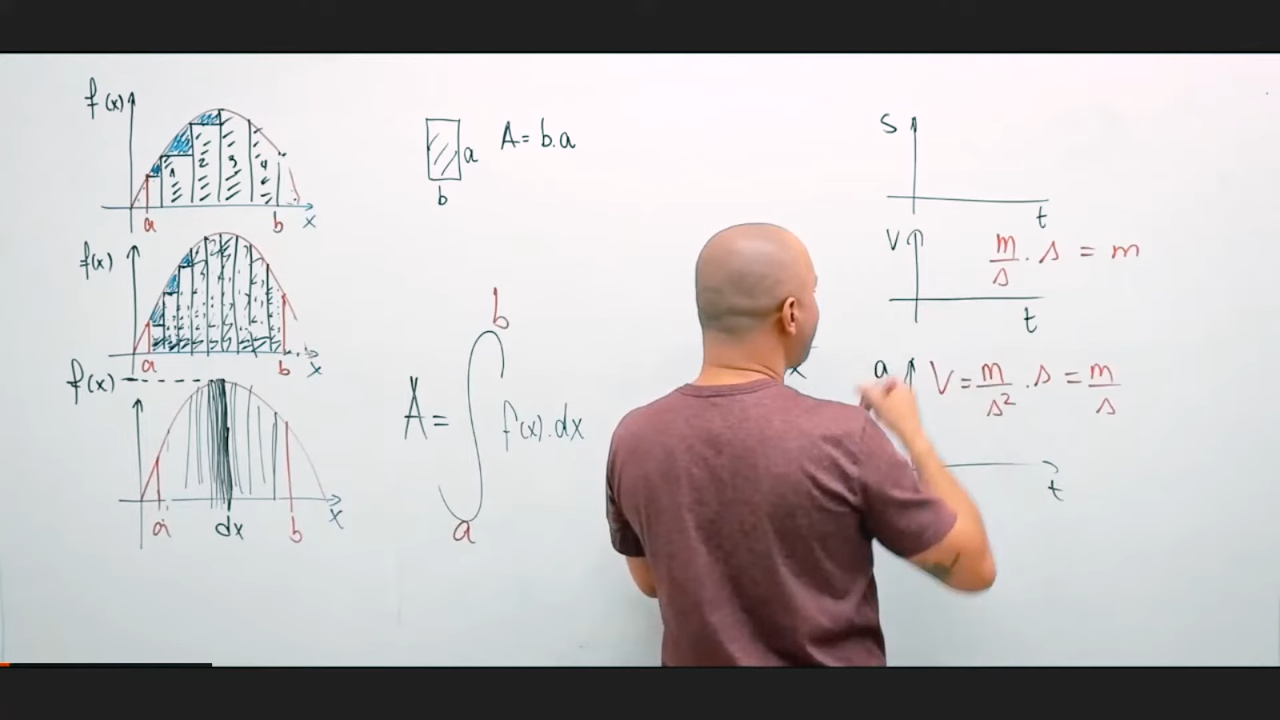 f(x)
1 2 3 4
a b x
f(x)
a b x
f(x)
a dx b x
a
b
A = b.a
b
A = ∫ f(x).dx
a
x
S
t
V
m/s . s = m
t
a
V = m/s² . s = m/s
t